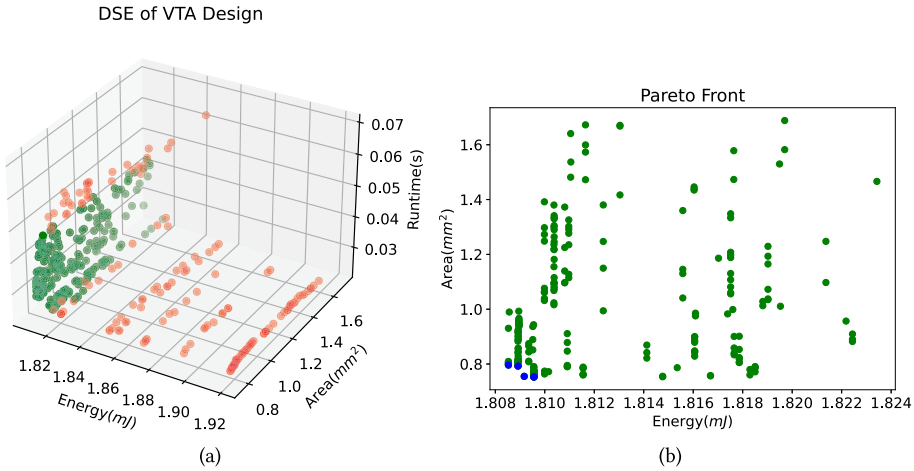 DSE of VTA Design
0.07
0.06
0.05
0.04
0.03
Runtime(s)
1.82
1.84
1.86
1.88
1.90
1.92
Energy(mJ)
0.8
1.0
1.2
1.4
1.6
Area(mm²)
(a)
Pareto Front
1.6
1.4
1.2
1.0
0.8
Area(mm²)
1.808 1.810 1.812 1.814 1.816 1.818 1.820 1.822 1.824
Energy(mJ)
(b)